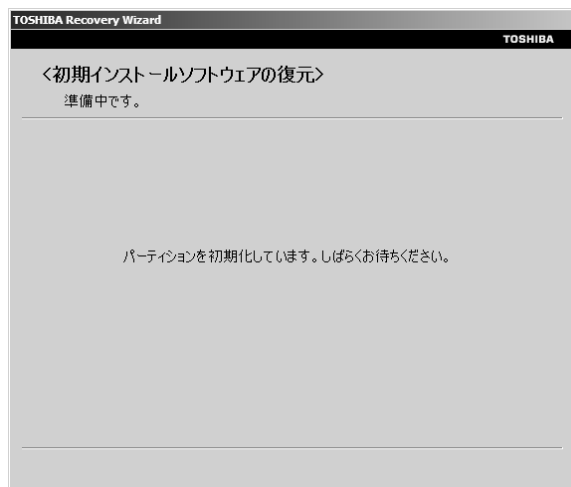 TOSHIBA Recovery Wizard
TOSHIBA
<初期インストールソフトウェアの復元>
準備中です。
パーティションを初期化しています。しばらくお待ちください。